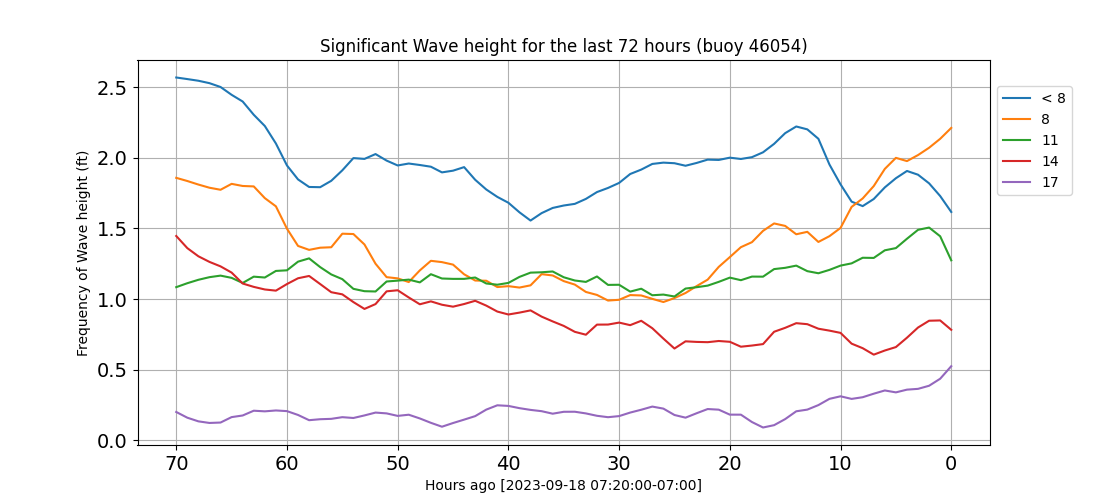 Significant Wave height for the last 72 hours (buoy 46054)
Frequency of Wave height (ft)
2.5
2.0
1.5
1.0
0.5
0.0
70 60 50 40 30 20 10 0
Hours ago [2023-09-18 07:20:00-07:00]
< 8
8
11
14
17